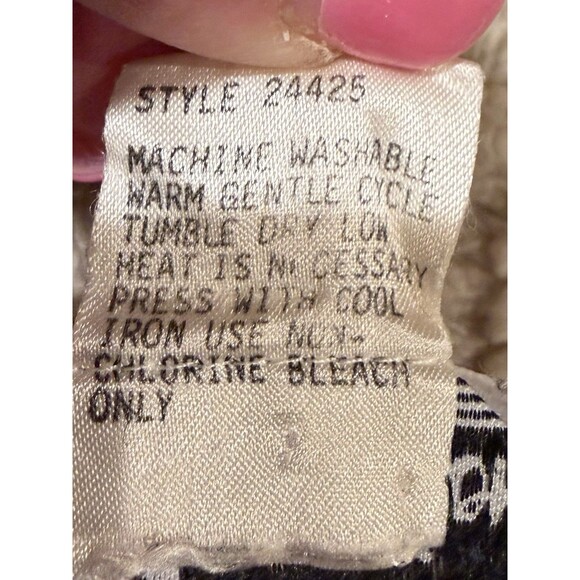 STYLE 24425
MACHINE WASHABLE
WARM GENTLE CYCLE
TUMBLE DRY LOW
HEAT IS NECESSARY
PRESS WITH COOL
IRON USE NON-
CHLORINE BLEACH
ONLY